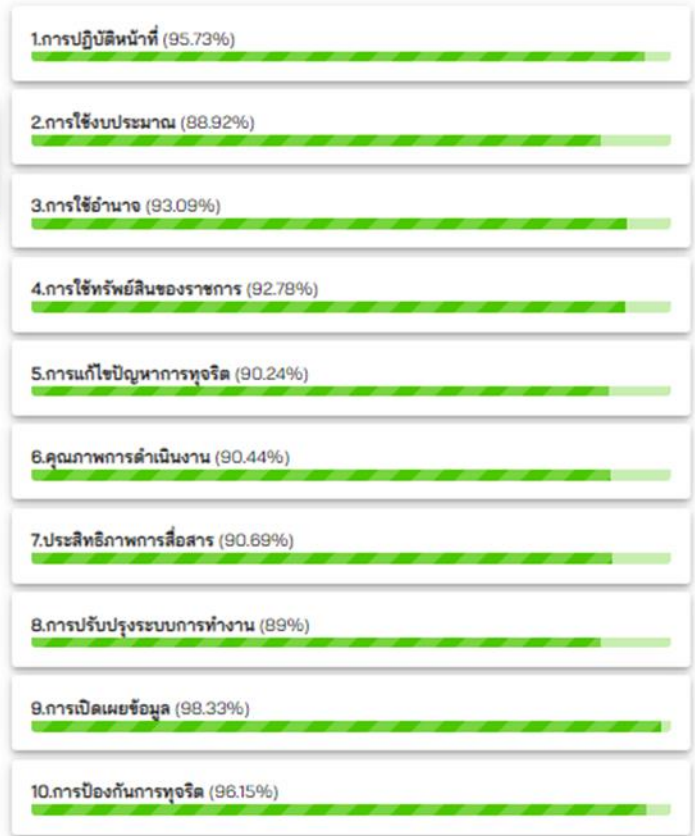 1.การปฏิบัติหน้าที่ (95.73%)
2.การใช้งบประมาณ (88.92%)
3.การใช้อำนาจ (93.09%)
4.การใช้ทรัพย์สินของราชการ (92.78%)
5.การแก้ไขปัญหาการทุจริต (90.24%)
6.คุณภาพการดำเนินงาน (90.44%)
7.ประสิทธิภาพการสื่อสาร (90.69%)
8.การปรับปรุงระบบการทำงาน (89%)
9.การเปิดเผยข้อมูล (98.33%)
10.การป้องกันการทุจริต (96.15%)